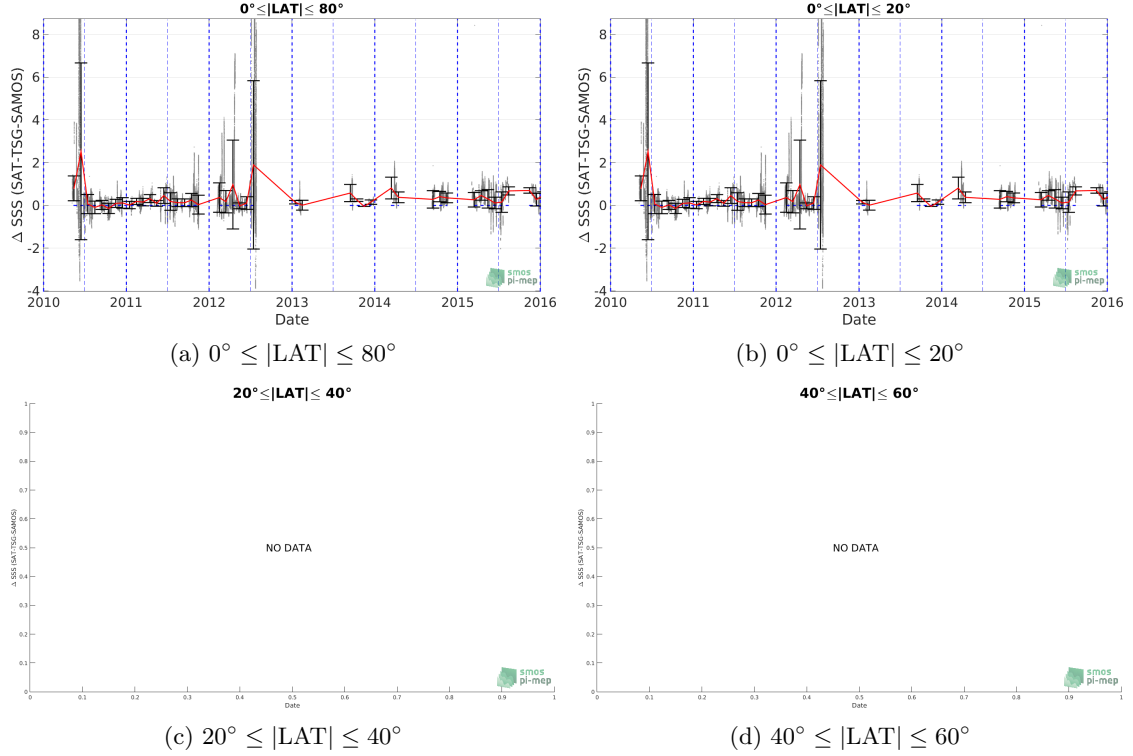 0°≤|LAT|≤ 80°
Δ SSS (SAT-TSG-SAMOS)
8
6
4
2
0
-2
-4
2010 2011 2012 2013 2014 2015 2016
Date
smos
pi-mep
(a) 0° ≤ |LAT| ≤ 80°
0°≤|LAT|≤ 20°
Δ SSS (SAT-TSG-SAMOS)
8
6
4
2
0
-2
-4
2010 2011 2012 2013 2014 2015 2016
Date
smos
pi-mep
(b) 0° ≤ |LAT| ≤ 20°
20°≤|LAT|≤ 40°
Δ SSS (SAT-TSG-SAMOS)
1
0.9
0.8
0.7
0.6
0.5
0.4
0.3
0.2
0.1
0
NO DATA
0 0.1 0.2 0.3 0.4 0.5 0.6 0.7 0.8 0.9 1
Date
smos
pi-mep
(c) 20° ≤ |LAT| ≤ 40°
40°≤|LAT|≤ 60°
Δ SSS (SAT-TSG-SAMOS)
1
0.9
0.8
0.7
0.6
0.5
0.4
0.3
0.2
0.1
0
NO DATA
0 0.1 0.2 0.3 0.4 0.5 0.6 0.7 0.8 0.9 1
Date
smos
pi-mep
(d) 40° ≤ |LAT| ≤ 60°